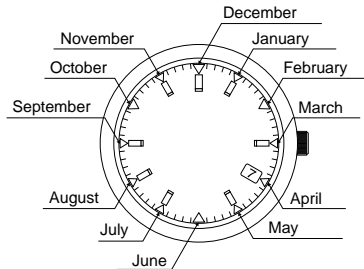 December
November
January
October
February
September
March
7
August
April
July
May
June